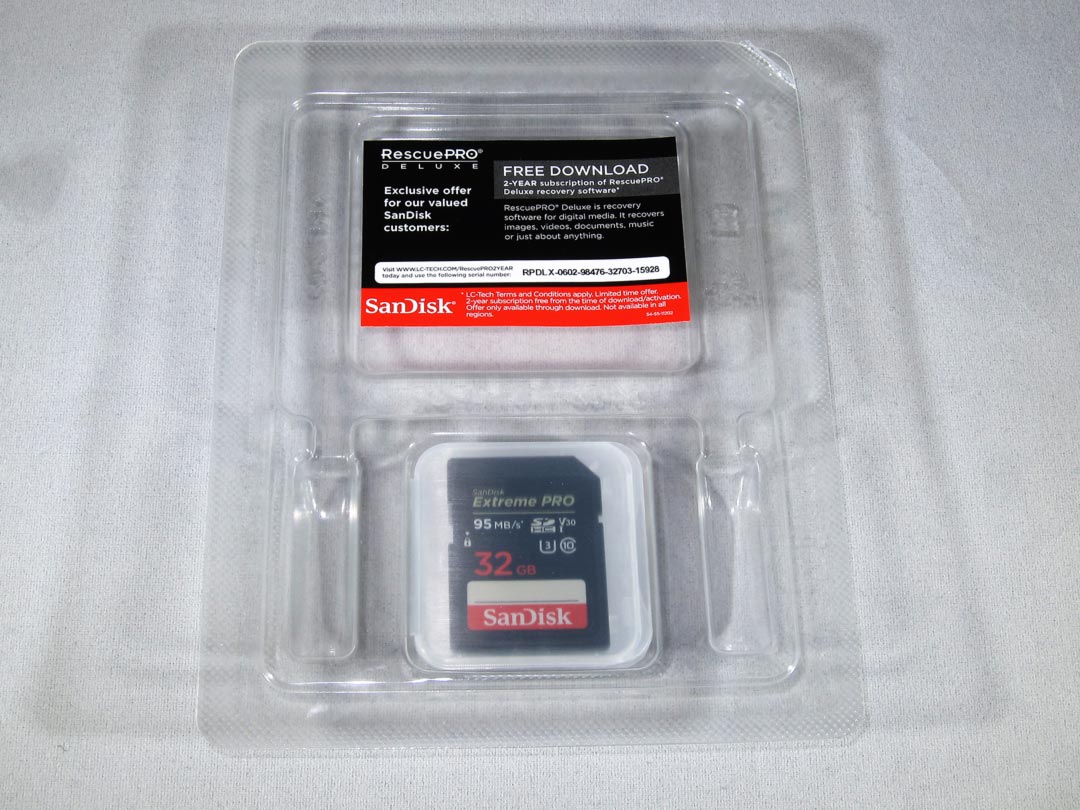 RescuePRO®
DELUXE
Exclusive offer
for our valued
SanDisk
customers:
FREE DOWNLOAD
2-YEAR subscription of RescuePRO®
Deluxe recovery software*
RescuePRO® Deluxe is recovery
software for digital media. It recovers
images, videos, documents, music
or just about anything.
Visit WWW.LC-TECH.COM/RescuePRO2YEAR
today and use the following serial number:
RPDLX-0602-98476-32703-15928
SanDisk®
* LC-Tech Terms and Conditions apply. Limited time offer.
2-year subscription free from the time of download/activation.
Offer only available through download. Not available in all
regions.
SanDisk
Extreme PRO
95 MB/s*
SD HC I
V30
U3
10
32 GB
SanDisk